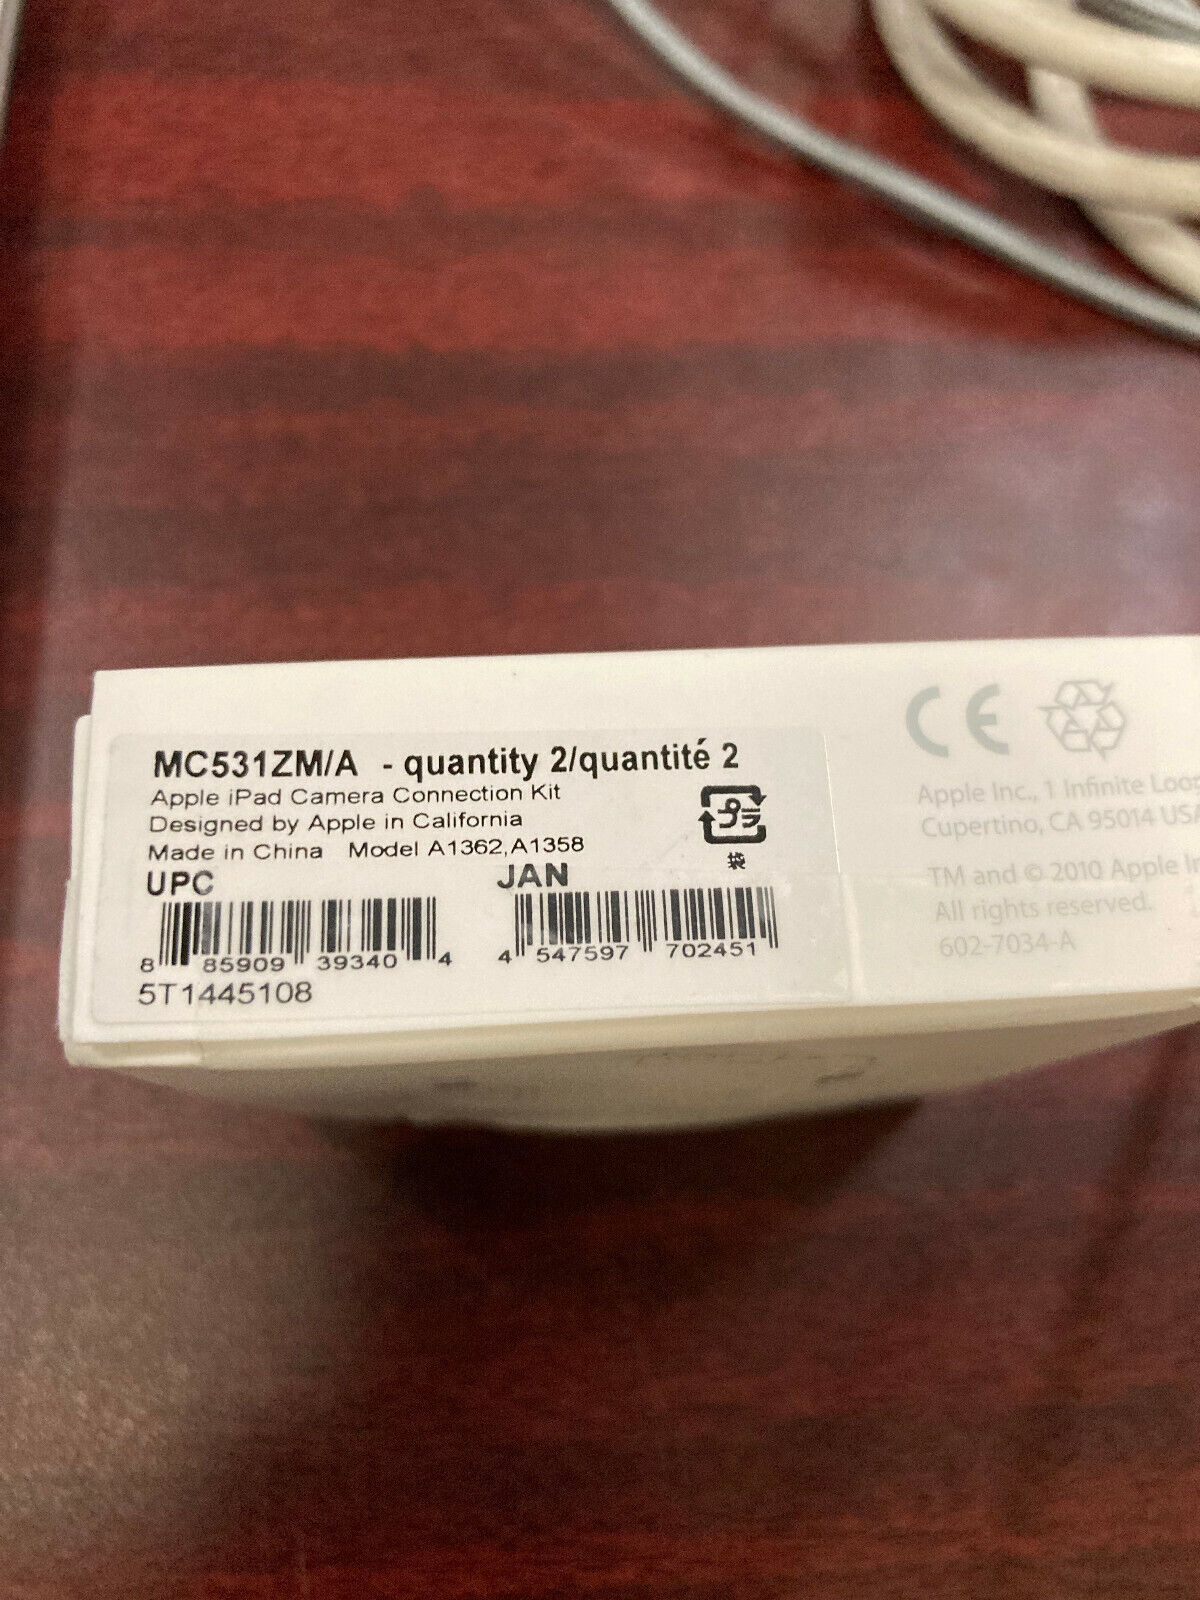 MC531ZM/A - quantity 2/quantité 2
Apple iPad Camera Connection Kit
Designed by Apple in California
Made in China Model A1362,A1358
プラ
袋
UPC
8 85909 39340 4
JAN
4 547597 702451
5T1445108
CE
Apple Inc., 1 Infinite Loop
Cupertino, CA 95014 USA
TM and © 2010 Apple
All rights reserved.
602-7034-A